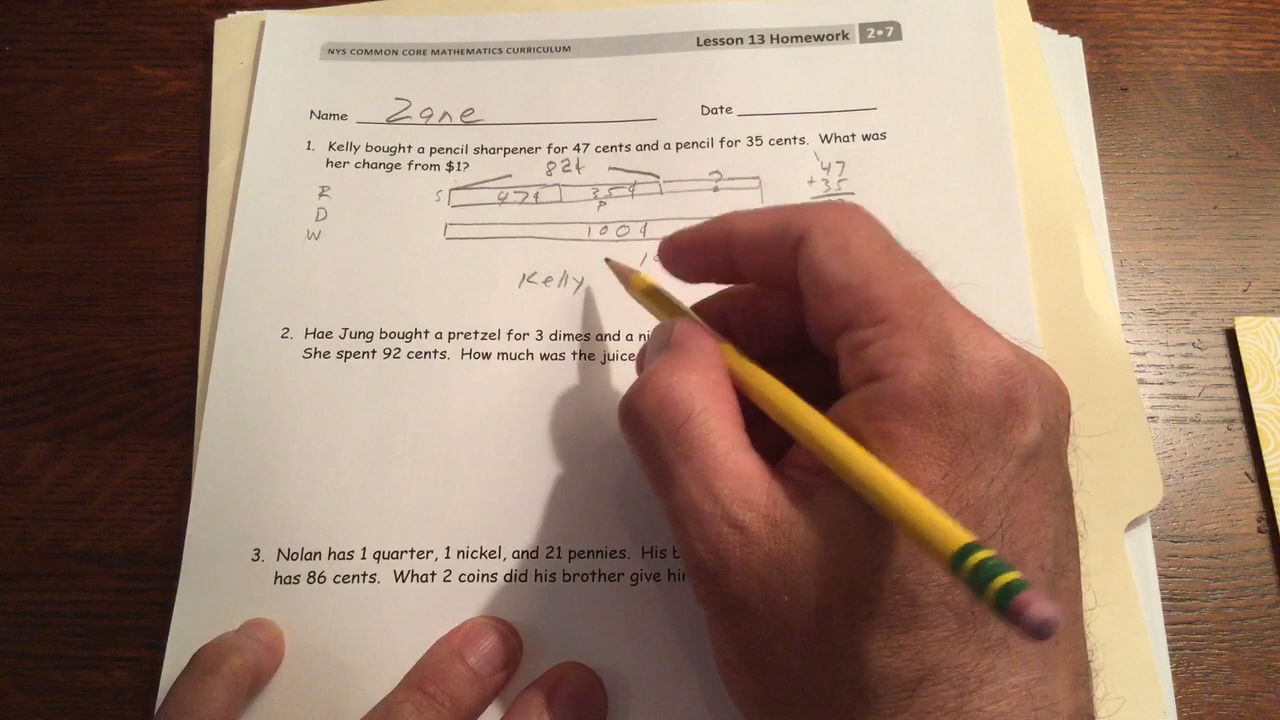 NYS COMMON CORE MATHEMATICS CURRICULUM
Lesson 13 Homework
2•7
Name Zane
Date
1. Kelly bought a pencil sharpener for 47 cents and a pencil for 35 cents. What was
her change from $1?
82¢
R
D
W
S
47¢
35¢
?
P
100¢
47
+35
Kelly
2. Hae Jung bought a pretzel for 3 dimes and a
She spent 92 cents. How much was the juice
3. Nolan has 1 quarter, 1 nickel, and 21 pennies. His
has 86 cents. What 2 coins did his brother give